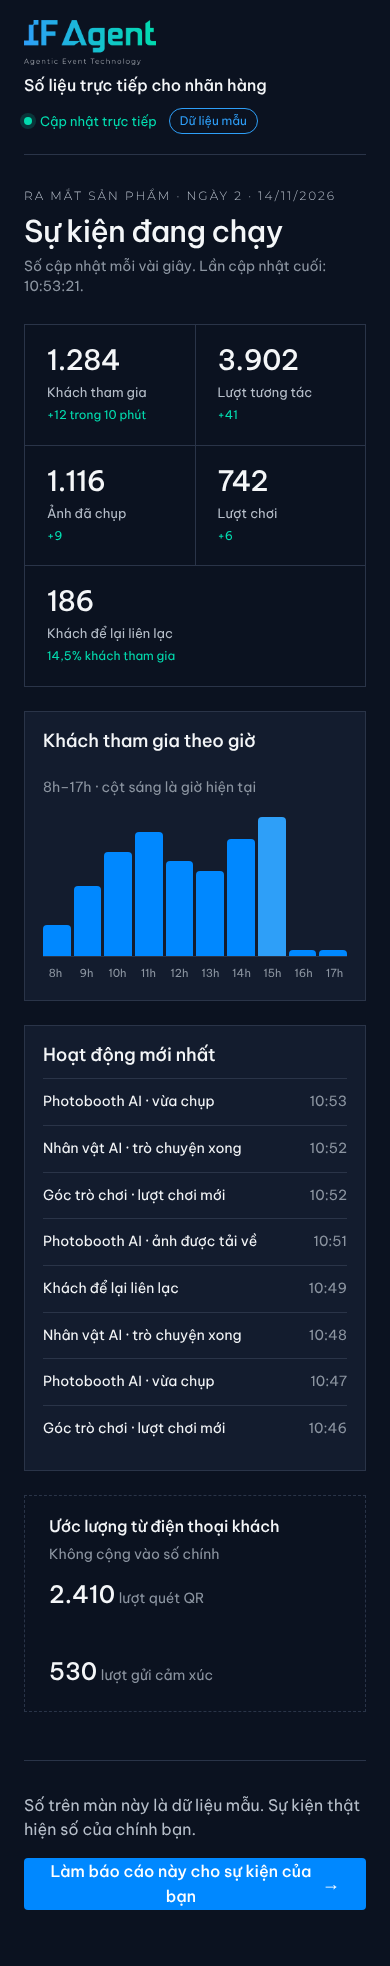 IF Agent
Agentic Event Technology
Số liệu trực tiếp cho nhãn hàng
Cập nhật trực tiếp
Dữ liệu mẫu
RA MẮT SẢN PHẨM · NGÀY 2 · 14/11/2026
Sự kiện đang chạy
Số cập nhật mỗi vài giây. Lần cập nhật cuối:
10:53:21.
1.284
Khách tham gia
+12 trong 10 phút
3.902
Lượt tương tác
+41
1.116
Ảnh đã chụp
+9
742
Lượt chơi
+6
186
Khách để lại liên lạc
14,5% khách tham gia
Khách tham gia theo giờ
8h–17h · cột sáng là giờ hiện tại
8h 9h 10h 11h 12h 13h 14h 15h 16h 17h
Hoạt động mới nhất
Photobooth AI · vừa chụp 10:53
Nhân vật AI · trò chuyện xong 10:52
Góc trò chơi · lượt chơi mới 10:52
Photobooth AI · ảnh được tải về 10:51
Khách để lại liên lạc 10:49
Nhân vật AI · trò chuyện xong 10:48
Photobooth AI · vừa chụp 10:47
Góc trò chơi · lượt chơi mới 10:46
Ước lượng từ điện thoại khách
Không cộng vào số chính
2.410 lượt quét QR
530 lượt gửi cảm xúc
Số trên màn này là dữ liệu mẫu. Sự kiện thật
hiện số của chính bạn.
Làm báo cáo này cho sự kiện của
bạn →